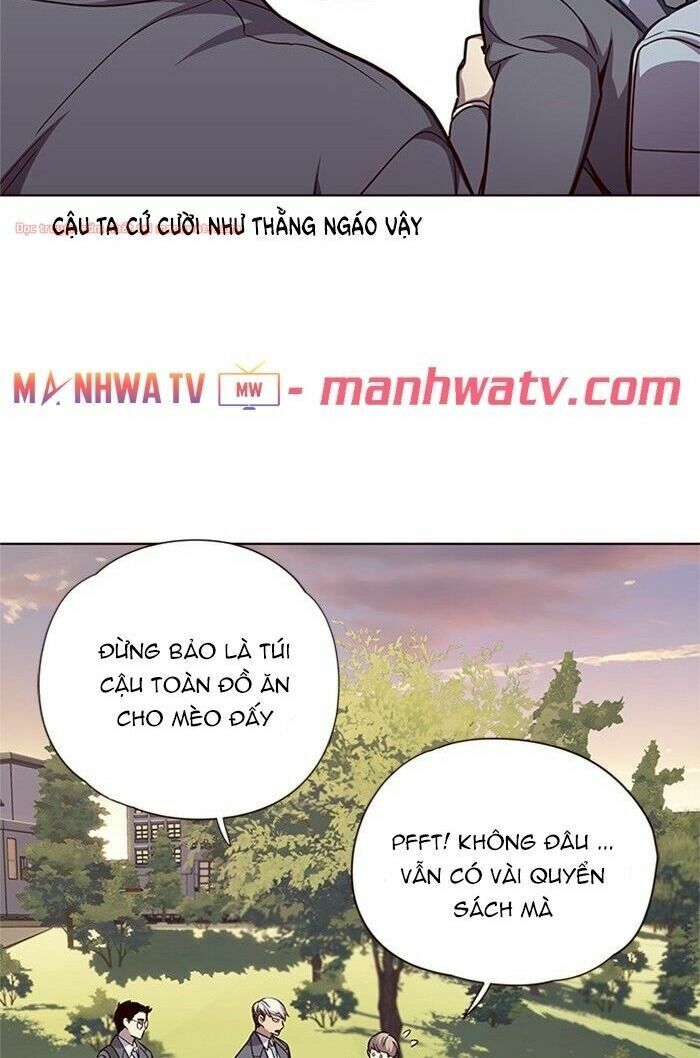 CẬU TA CỨ CƯỜI NHƯ THẰNG NGÁO VẬY
MANHWA TV MW - manhwatv.com
ĐỪNG BẢO LÀ TÚI
CẬU TOÀN ĐỒ ĂN
CHO MÈO ĐẤY
PFFT! KHÔNG ĐÂU ...
VẪN CÓ VÀI QUYỂN
SÁCH MÀ